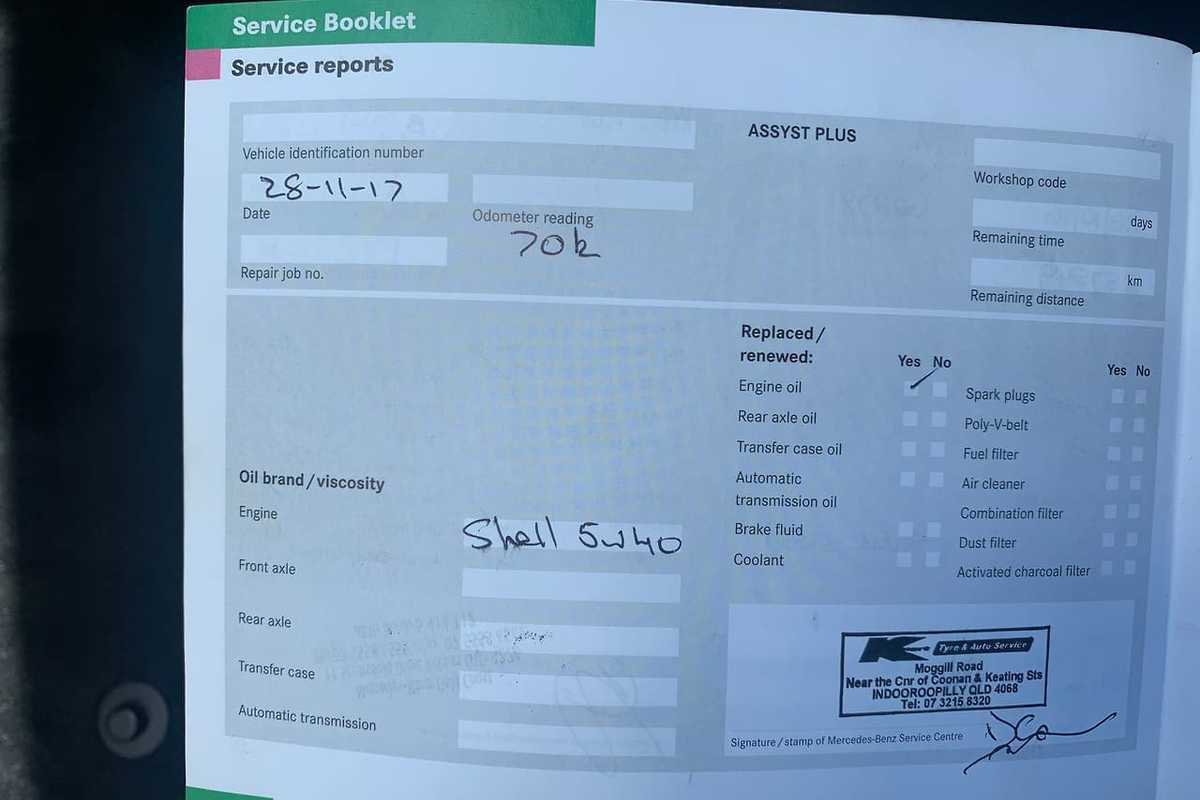 Service Booklet
Service reports
Vehicle identification number
28-11-17
Date
Odometer reading
70k
Repair job no.
ASSYST PLUS
Workshop code
days
Remaining time
km
Remaining distance
Oil brand/viscosity
Engine
Shell 5w40
Front axle
Rear axle
Transfer case
Automatic transmission
Replaced/
renewed:
Yes No
Engine oil
Rear axle oil
Transfer case oil
Automatic
transmission oil
Brake fluid
Coolant
Yes No
Spark plugs
Poly-V-belt
Fuel filter
Air cleaner
Combination filter
Dust filter
Activated charcoal filter
K Tyre & Auto Service
Moggill Road
Near the Cnr of Coonan & Keating Sts
INDOOROOPILLY QLD 4068
Tel: 07 3215 8320
Signature/stamp of Mercedes-Benz Service Centre